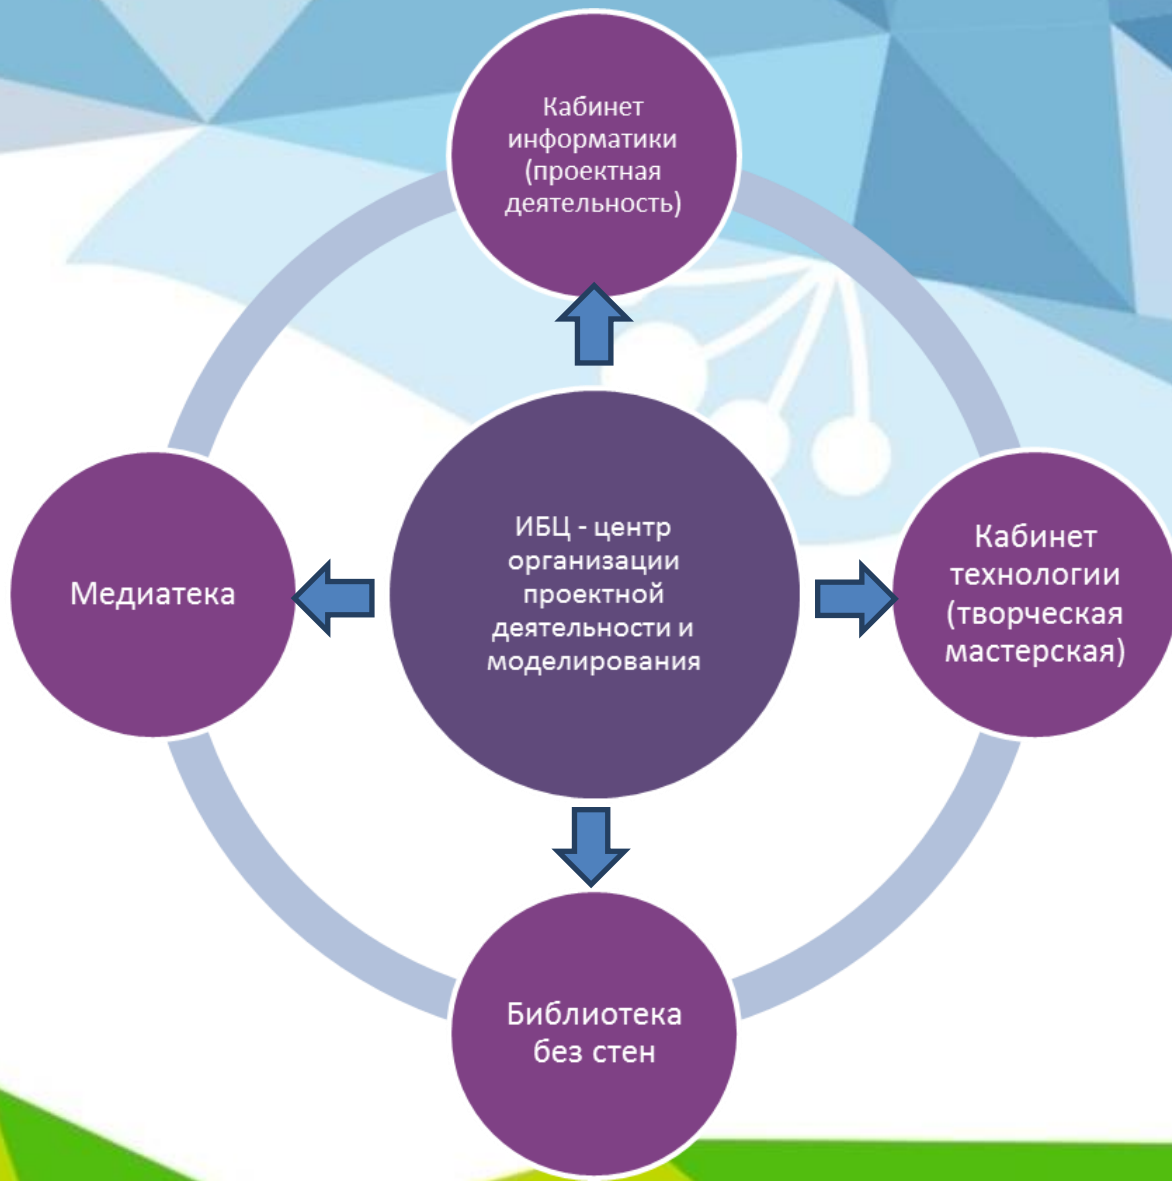 Кабинет
информатики
(проектная
деятельность)
Медиатека
ИБЦ - центр
организации
проектной
деятельности и
моделирования
Кабинет
технологии
(творческая
мастерская)
Библиотека
без стен